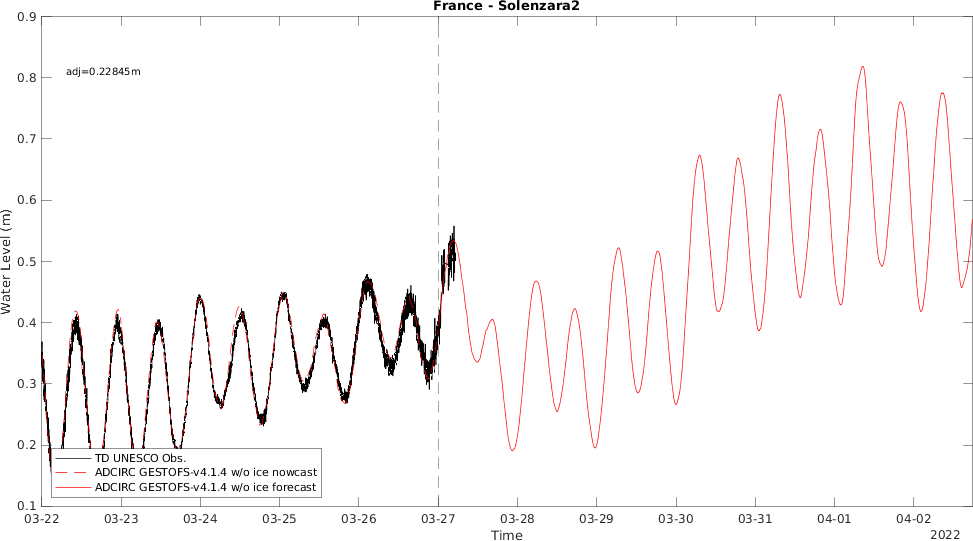 France - Solenzara2
adj=0.22845m
Water Level (m)
0.9
0.8
0.7
0.6
0.5
0.4
0.3
0.2
0.1
TD UNESCO Obs.
ADCIRC GESTOFS-v4.1.4 w/o ice nowcast
ADCIRC GESTOFS-v4.1.4 w/o ice forecast
03-22 03-23 03-24 03-25 03-26 03-27 03-28 03-29 03-30 03-31 04-01 04-02
Time
2022